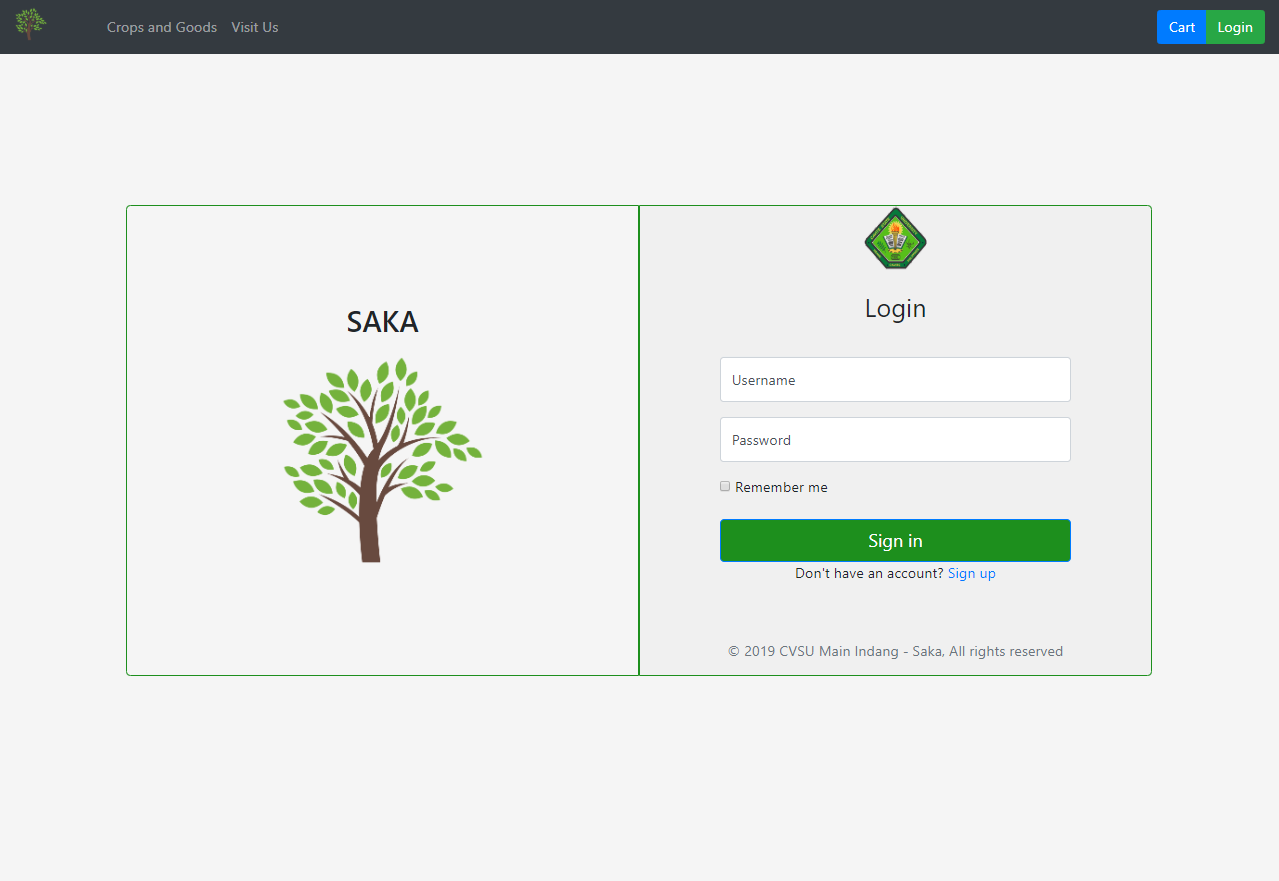 Crops and Goods Visit Us Cart Login
SAKA
Login
Username
Password
Remember me
Sign in
Don't have an account? Sign up
© 2019 CVSU Main Indang - Saka, All rights reserved